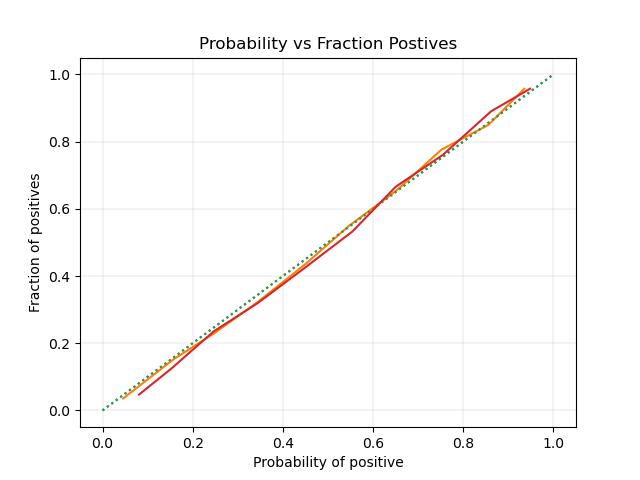 Probability vs Fraction Postives
1.0
0.8
0.6
0.4
0.2
0.0
Fraction of positives
0.0 0.2 0.4 0.6 0.8 1.0
Probability of positive